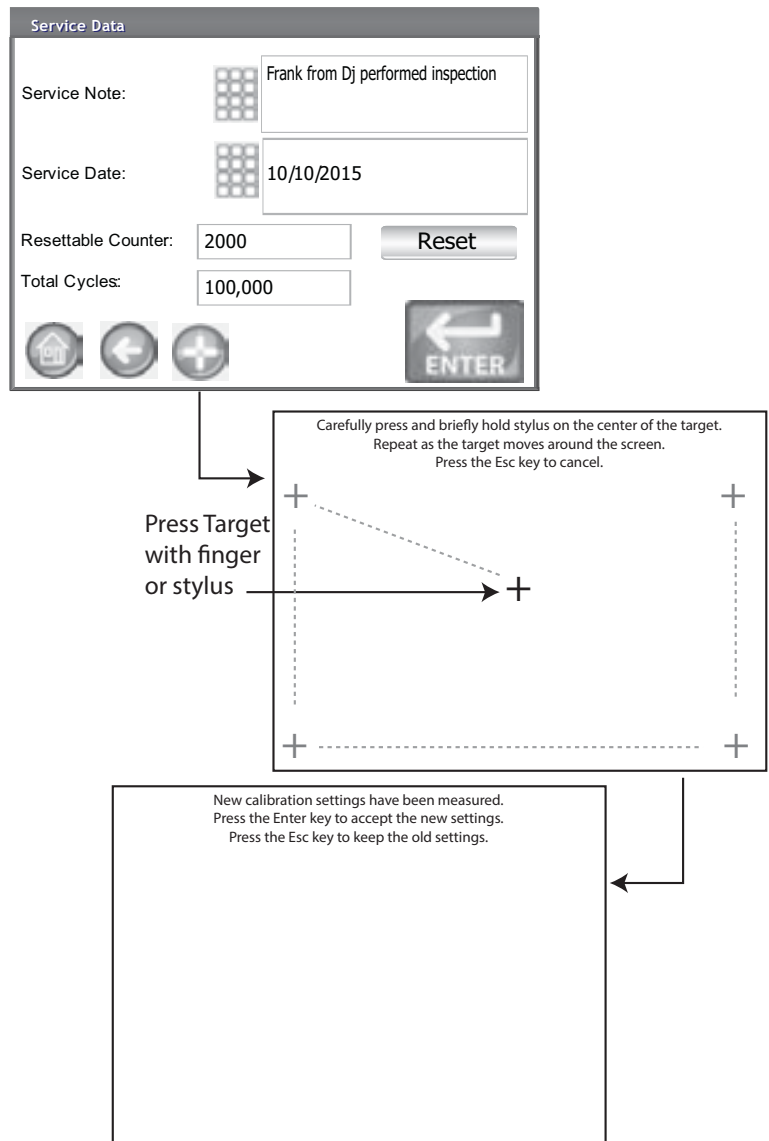 Service Data
Service Note:
Frank from Dj performed inspection
Service Date:
10/10/2015
Resettable Counter:
2000
Reset
Total Cycles:
100,000
ENTER
Carefully press and briefly hold stylus on the center of the target.
Repeat as the target moves around the screen.
Press the Esc key to cancel.
Press Target
with finger
or stylus
New calibration settings have been measured.
Press the Enter key to accept the new settings.
Press the Esc key to keep the old settings.